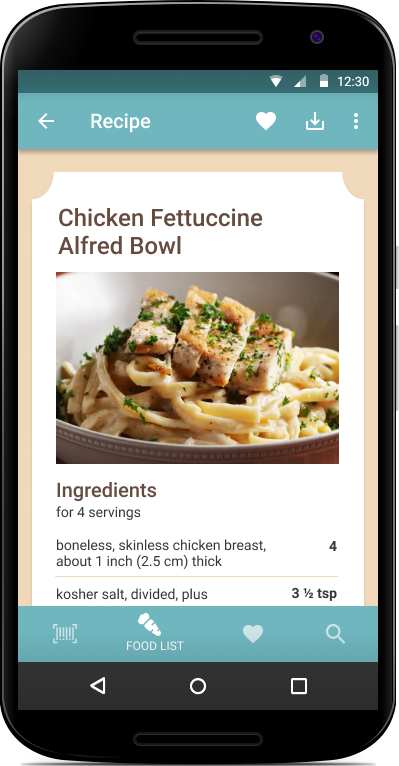 12:30
Recipe
Chicken Fettuccine
Alfred Bowl
Ingredients
for 4 servings
boneless, skinless chicken breast, 4
about 1 inch (2.5 cm) thick
kosher salt, divided, plus 3 ½ tsp
FOOD LIST